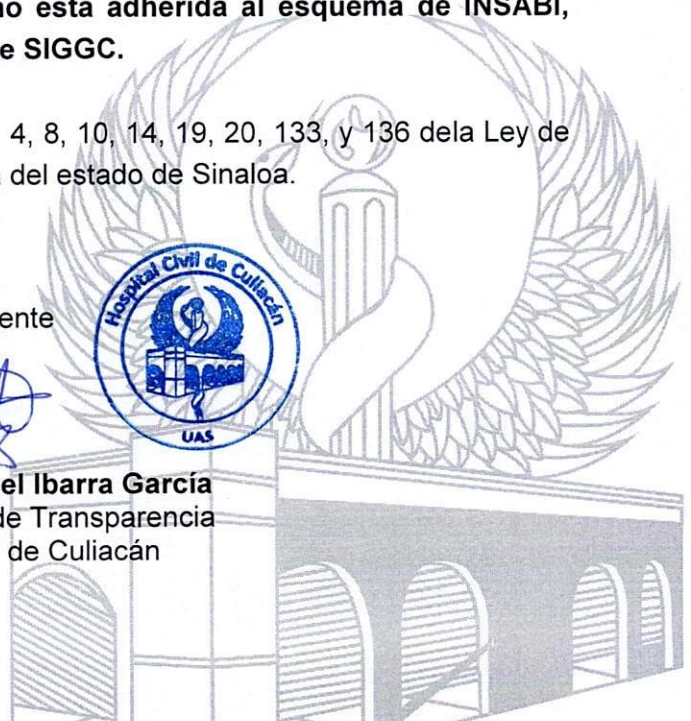 no está adherida al esquema de INSABI,
e SIGGC.
4, 8, 10, 14, 19, 20, 133, y 136 dela Ley de
del estado de Sinaloa.
ente
Hospital Civil de Culiacán
UAS
el Ibarra García
de Transparencia
de Culiacán